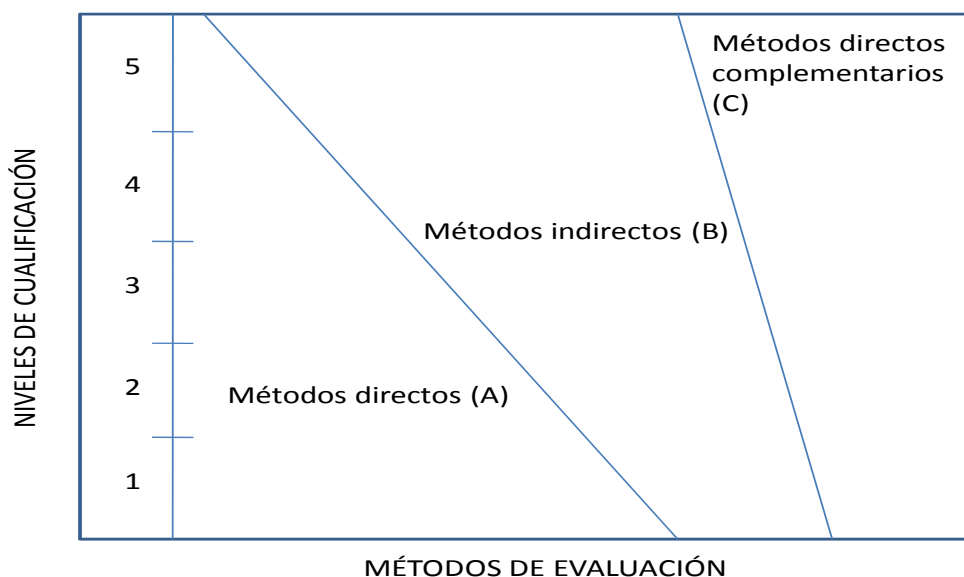 NIVELES DE CUALIFICACIÓN
5
4
3
2
1
Métodos directos
complementarios
(C)
Métodos indirectos (B)
Métodos directos (A)
MÉTODOS DE EVALUACIÓN